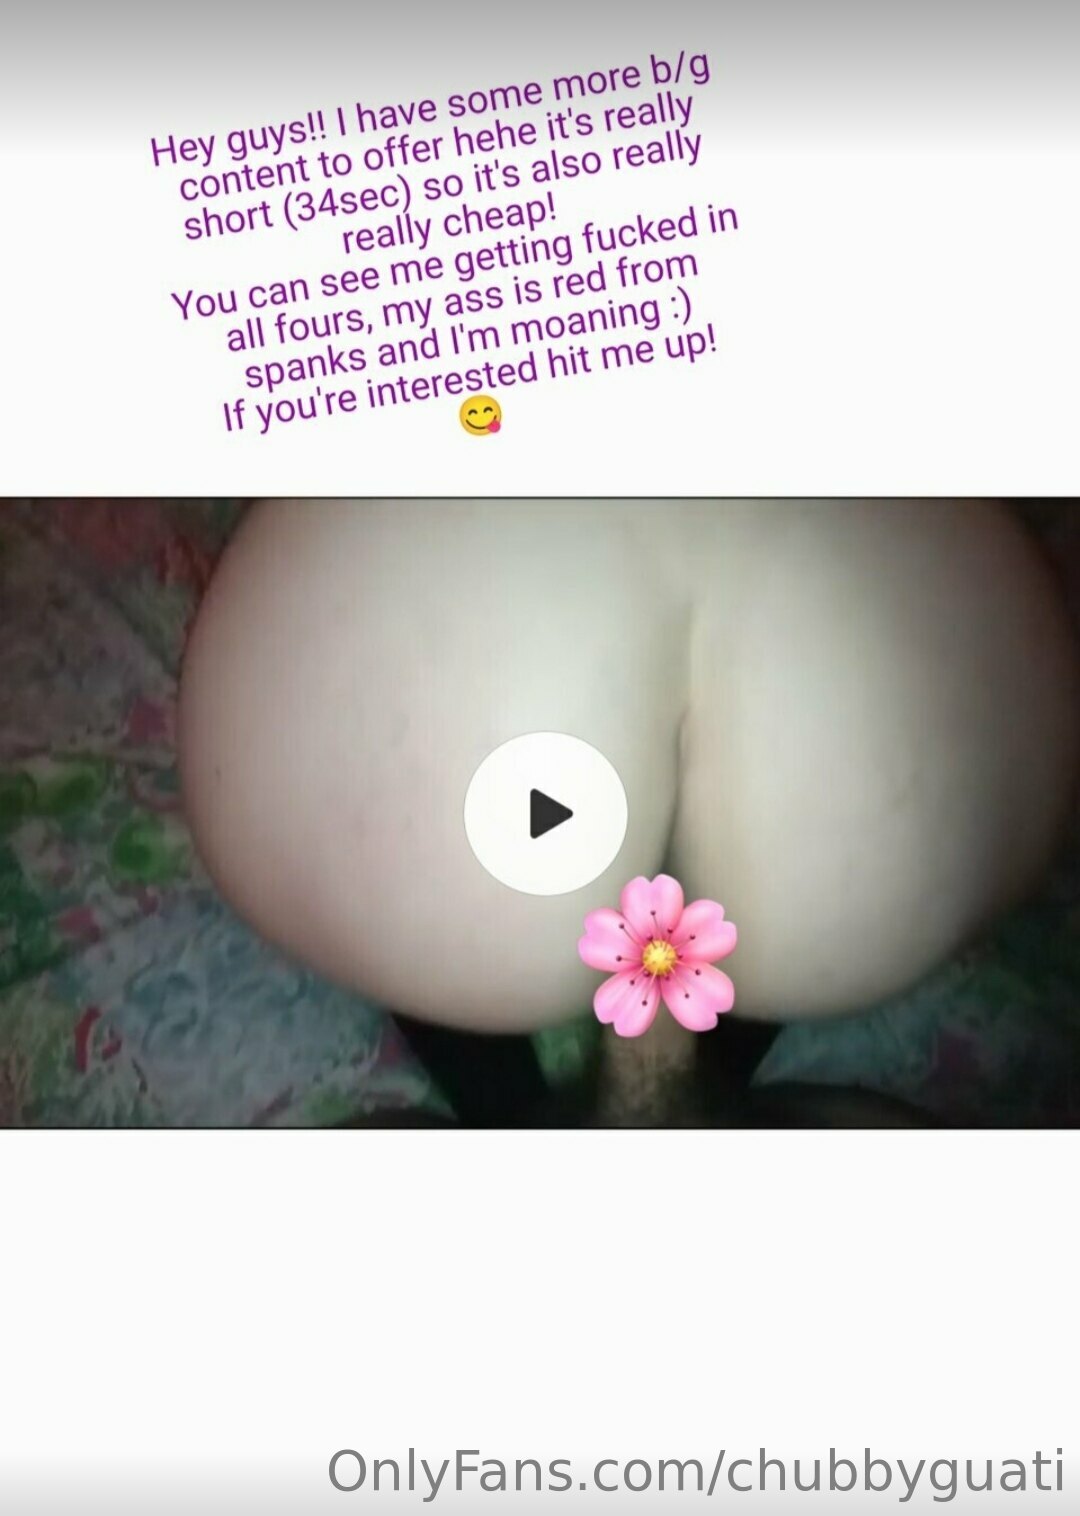 Hey guys!! I have some more b/g
content to offer hehe it's really
short (34sec) so it's also really
really cheap!
You can see me getting fucked in
all fours, my ass is red from
spanks and I'm moaning :)
If you're interested hit me up!
😋
OnlyFans.com/chubbyguati